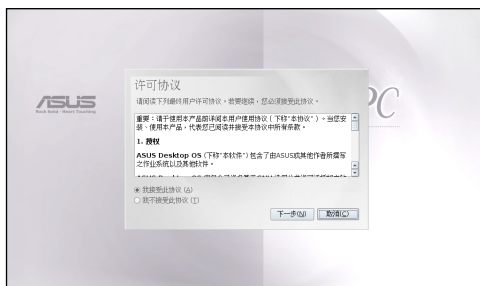 许可协议
请阅读下列最终用户许可协议。若要继续，您必须接受此协议。
重要：请于使用本产品前详阅本用户使用协议（下称“本协议”）。当您安
装、使用本产品，代表您已阅读并接受本协议中所有条款。
1. 授权
ASUS Desktop OS (下称“本软件”) 包含了由ASUS或其他作者所撰写
之作业系统以及其他软件。
ASUS
Rock Solid · Heart Touching
PC
我接受此协议 (A)
我不接受此协议 (T)
下一步(N) 取消(C)